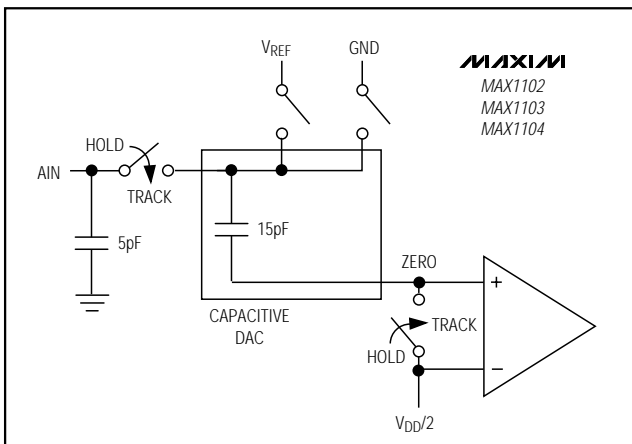 VREF GND
MAXIM
MAX1102
MAX1103
MAX1104
HOLD
AIN
TRACK
5pF
15pF
ZERO
+
CAPACITIVE
DAC
TRACK
HOLD
−
VDD/2